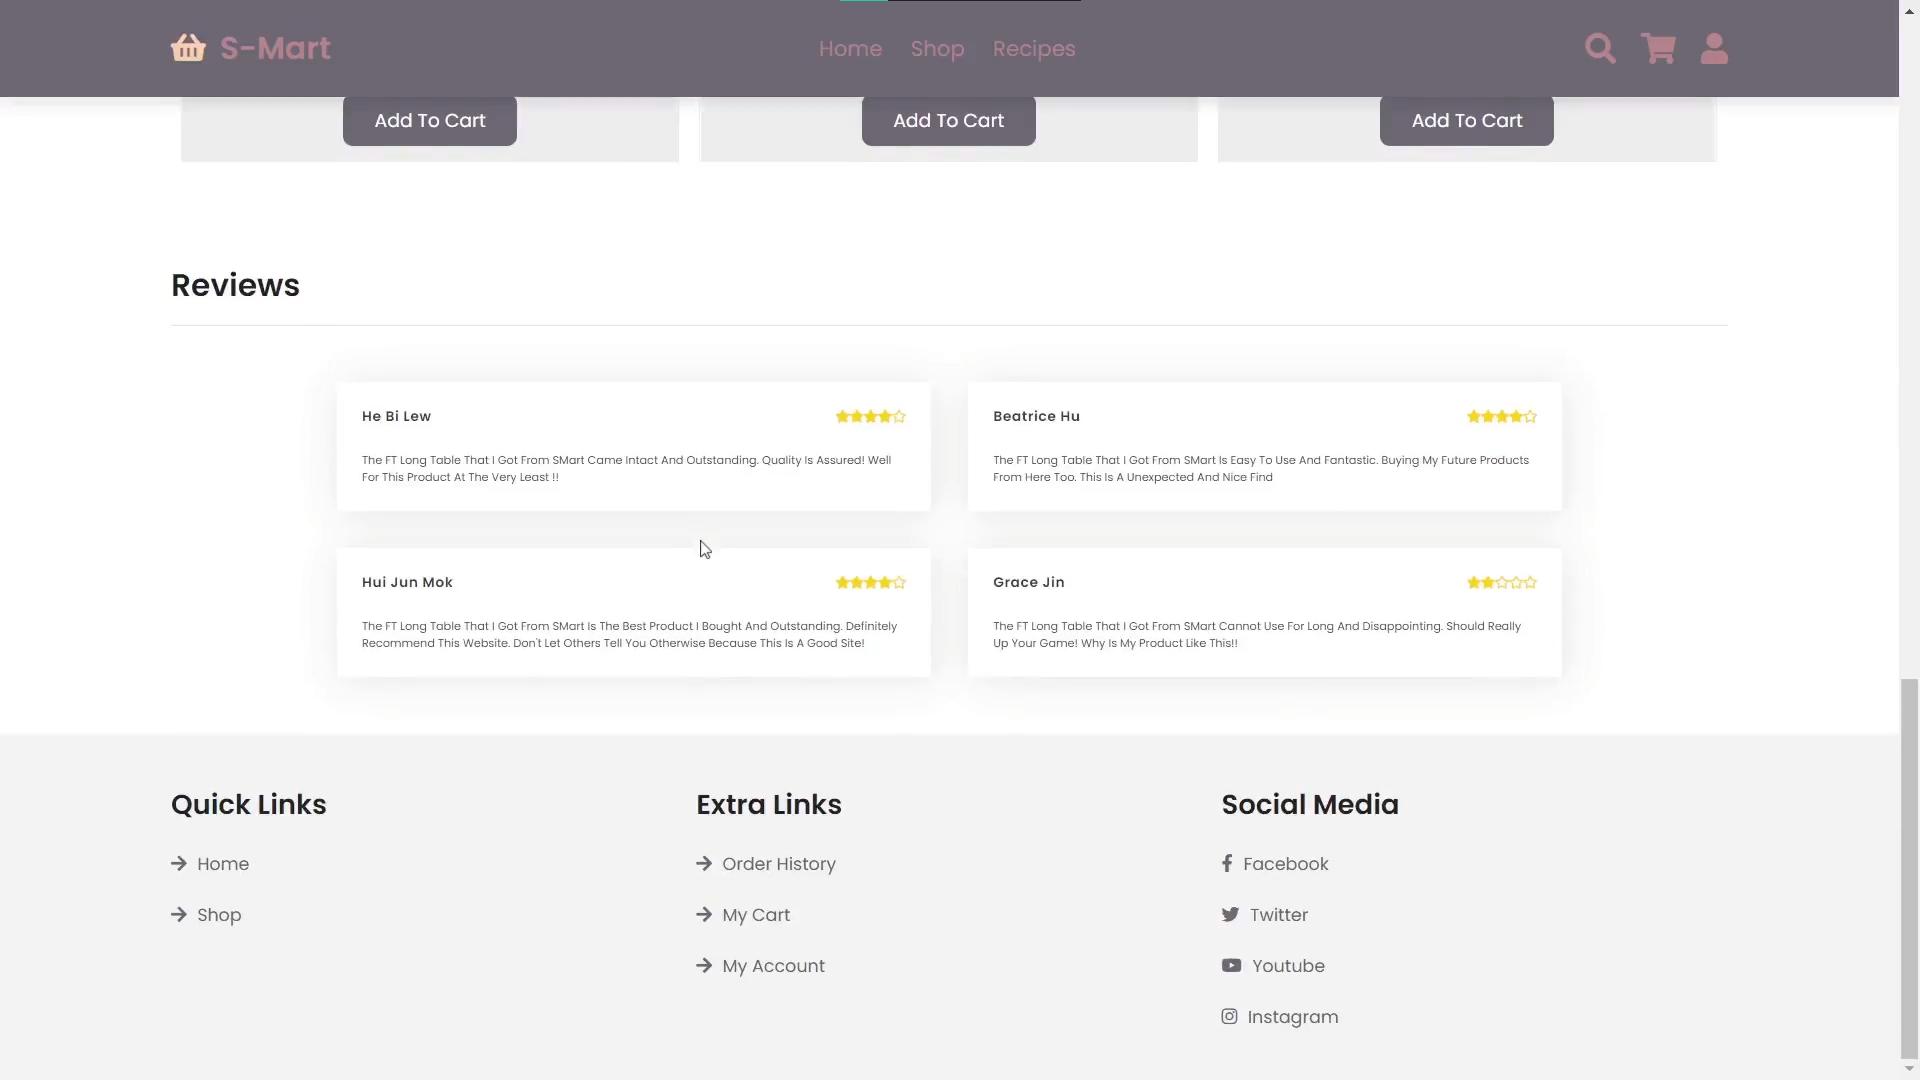 S-Mart
Home Shop Recipes
Add To Cart
Add To Cart
Add To Cart
Reviews
He Bi Lew
The FT Long Table That I Got From SMart Came Intact And Outstanding. Quality Is Assured! Well
For This Product At The Very Least !!
Beatrice Hu
The FT Long Table That I Got From SMart Is Easy To Use And Fantastic. Buying My Future Products
From Here Too. This Is A Unexpected And Nice Find
Hui Jun Mok
The FT Long Table That I Got From SMart Is The Best Product I Bought And Outstanding. Definitely
Recommend This Website. Don't Let Others Tell You Otherwise Because This Is A Good Site!
Grace Jin
The FT Long Table That I Got From SMart Cannot Use For Long And Disappointing. Should Really
Up Your Game! Why Is My Product Like This!!
Quick Links
Home
Shop
Extra Links
Order History
My Cart
My Account
Social Media
Facebook
Twitter
Youtube
Instagram